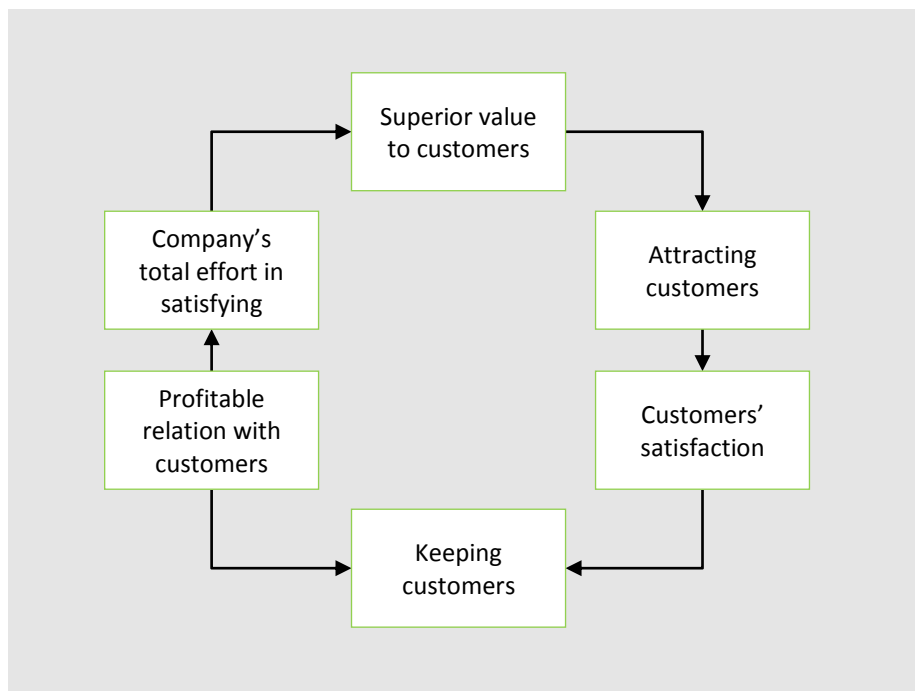 Superior value
to customers
Company’s
total effort in
satisfying
Attracting
customers
Profitable
relation with
customers
Customers’
satisfaction
Keeping
customers